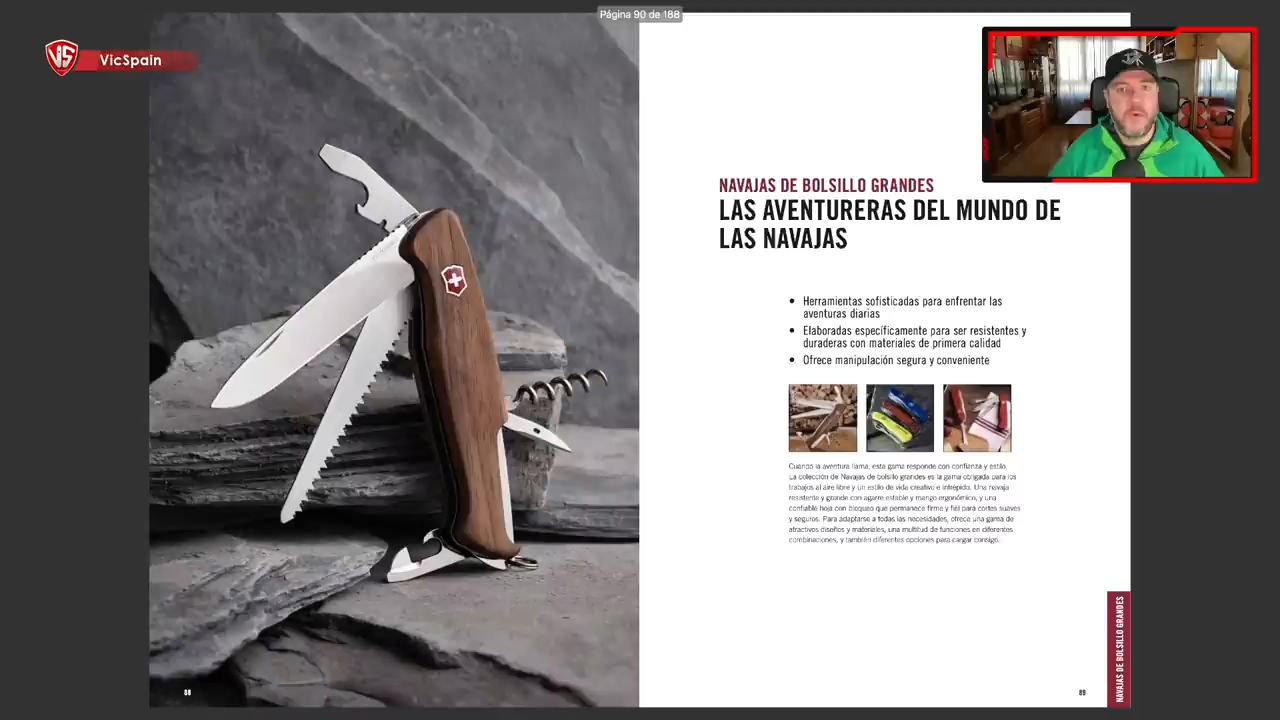 Página 90 de 188
VS
VicSpain
NAVAJAS DE BOLSILLO GRANDES
LAS AVENTURERAS DEL MUNDO DE
LAS NAVAJAS
• Herramientas sofisticadas para enfrentar las
aventuras diarias
• Elaboradas específicamente para ser resistentes y
duraderas con materiales de primera calidad
• Ofrece manipulación segura y conveniente
Cuando la aventura llama, esta gama responde con confianza y estilo.
La colección de Navajas de bolsillo grandes es la gama obligada para los
trabajos al aire libre y un estilo de vida creativo e intrépido. Una navaja
resistente y grande con agarre estable y mango ergonómico, y una
confiable hoja con bloqueo que permanece firme y fiel para cortes suaves
y seguros. Para adaptarse a todas las necesidades, ofrece una gama de
atractivos diseños y materiales, una multitud de funciones en diferentes
combinaciones, y también diferentes opciones para cargar consigo.
NAVAJAS DE BOLSILLO GRANDES
88
89